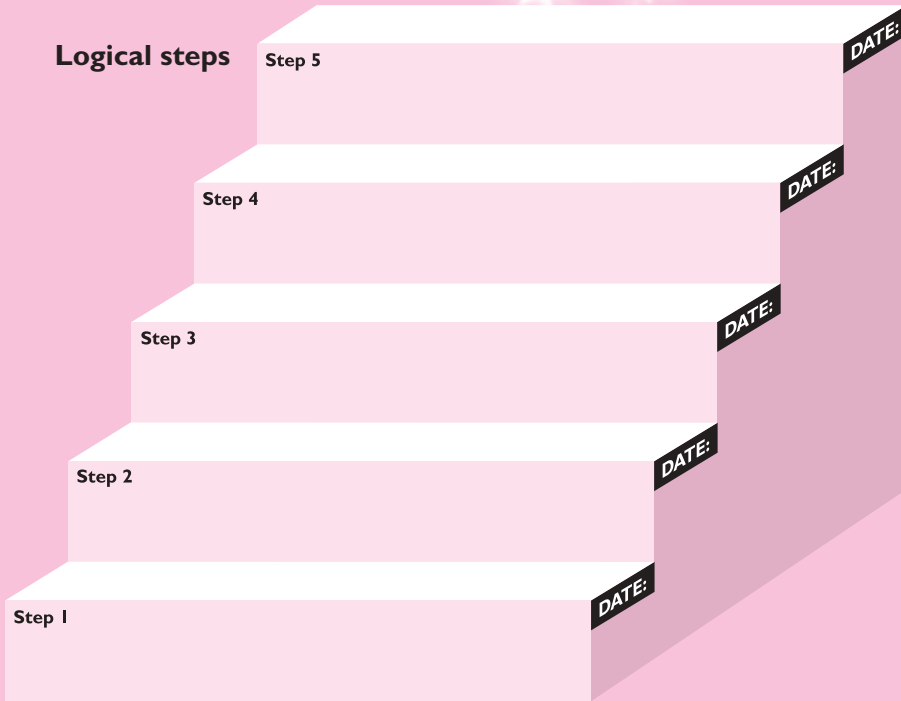 Logical steps
Step 5
DATE:
Step 4
DATE:
Step 3
DATE:
Step 2
DATE:
Step 1
DATE: